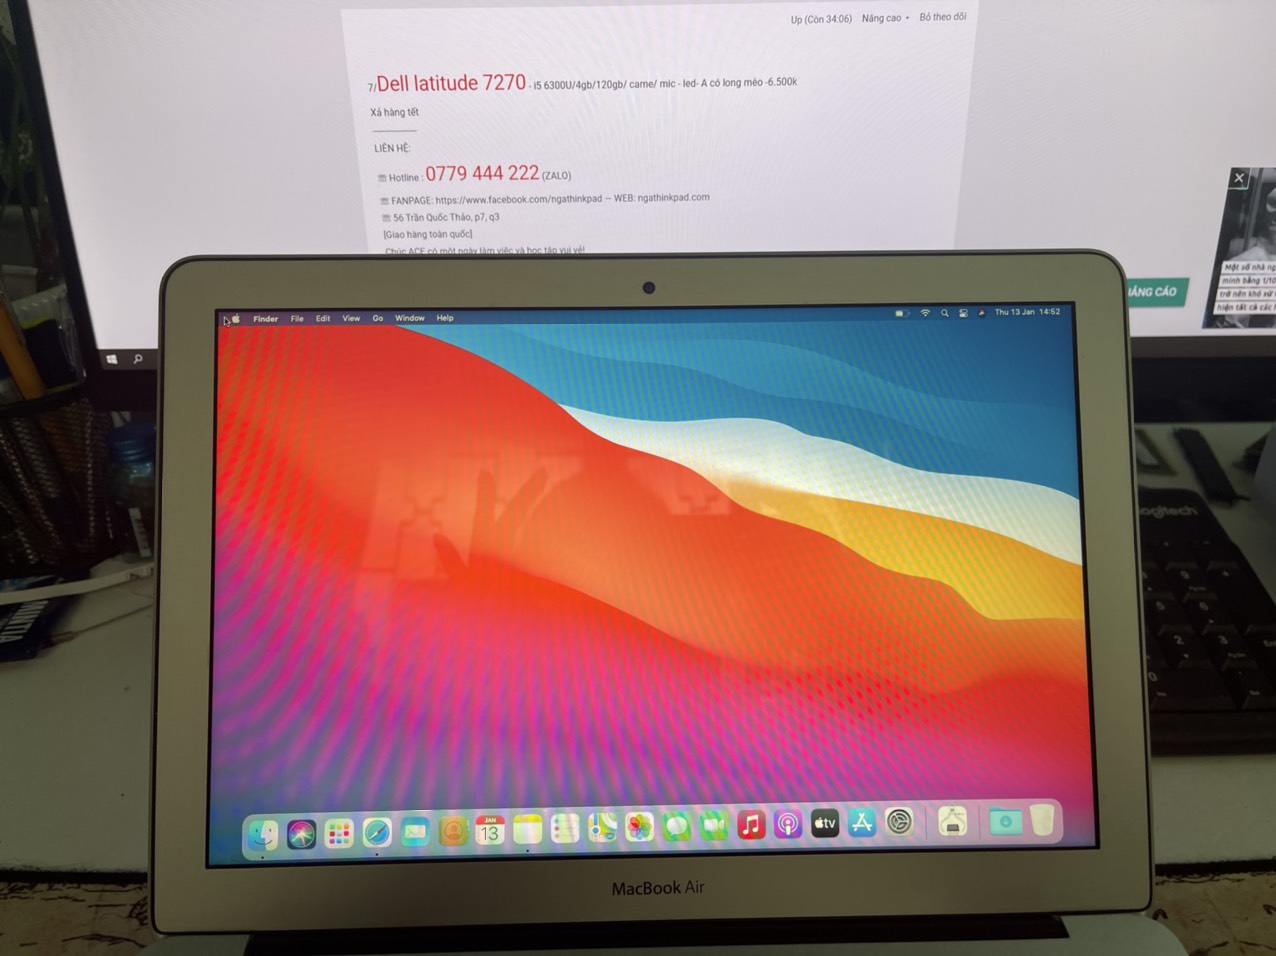 Up (Còn 34:06) Nâng cao Bỏ theo dõi
7/Dell latitude 7270 - i5 6300U/4gb/120gb/ came/ mic - led- A có long mèo -6.500k
Xả hàng tết
LIÊN HỆ:
Hotline : 0779 444 222 (ZALO)
FANPAGE: https://www.facebook.com/ngathinkpad -- WEB: ngathinkpad.com
56 Trần Quốc Thảo, p7, q3
[Giao hàng toàn quốc]
Chúc ACE có một ngày làm việc và học tập vui vẻ!
Một số nhà
minh bằng 1/10
trở nên khó xử
hiện tất cả các
ẢNG CÁO
Finder File Edit View Go Window Help Thu 13 Jan 14:52
JAN
13
tv
MacBook Air
logitech
2 3
0